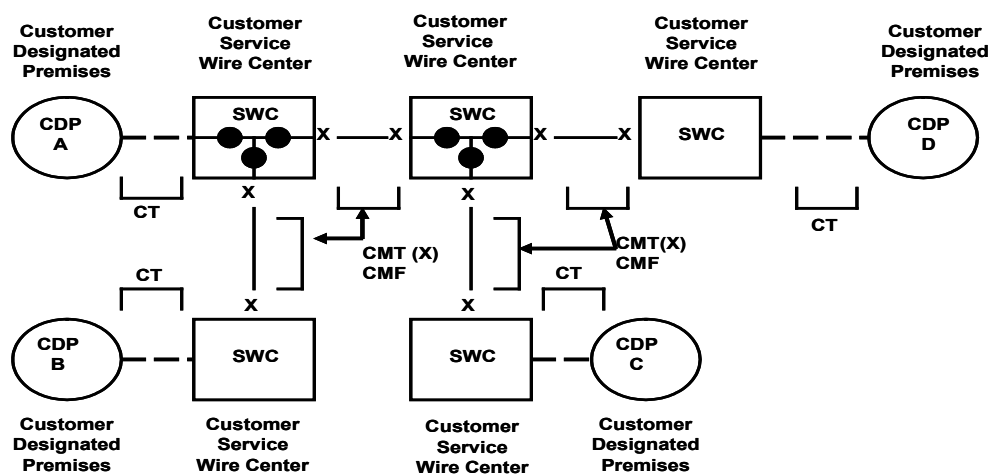 Customer
Designated
Premises
Customer
Service
Wire Center
Customer
Service
Wire Center
Customer
Service
Wire Center
Customer
Designated
Premises
CDP
A
SWC
X
X
SWC
X
X
SWC
CDP
D
CT
X
X
CT
CMT (X)
CMF
CMT(X)
CMF
CT
CT
X
X
CDP
B
SWC
SWC
CDP
C
Customer
Designated
Premises
Customer
Service
Wire Center
Customer
Service
Wire Center
Customer
Designated
Premises